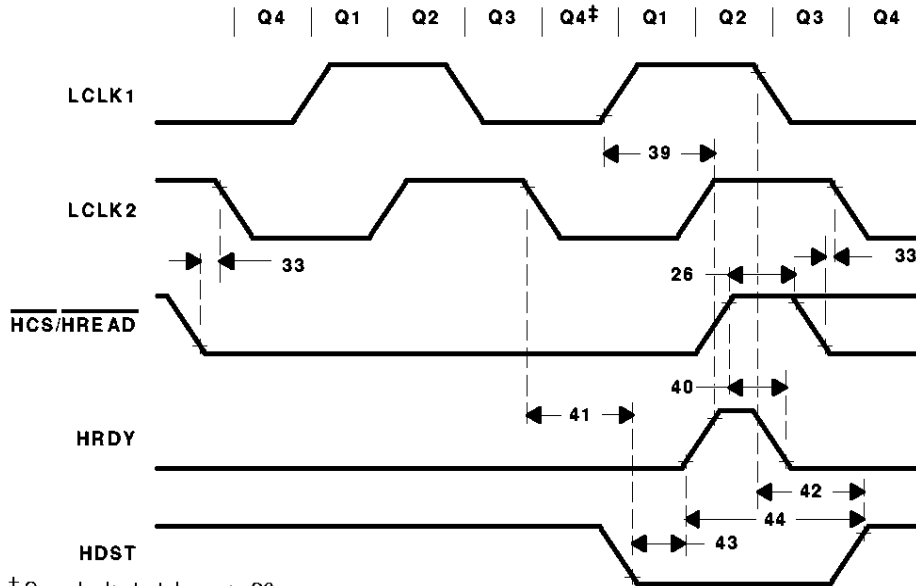 Q4 Q1 Q2 Q3 Q4‡ Q1 Q2 Q3 Q4
LCLK1
39
LCLK2
33
26
33
HCS/HREAD
40
41
HRDY
42
44
43
HDST
‡